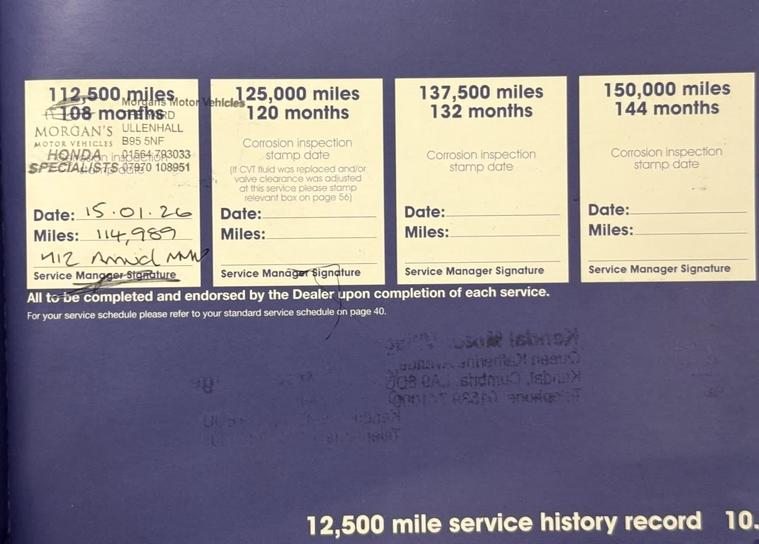 112,500 miles
108 months
Morgans Motor Vehicles
MORGAN'S
MOTOR VEHICLES
HONDA
SPECIALISTS
ULLENHALL
B95 5NF
01564 793033
07970 108951
Date: 15.01.26
Miles: 114,989
Service Manager Signature
125,000 miles
120 months
Corrosion inspection
stamp date
(If CVT fluid was replaced and/or
valve clearance was adjusted
at this service please stamp
relevant box on page 56)
Date:
Miles:
Service Manager Signature
137,500 miles
132 months
Corrosion inspection
stamp date
Date:
Miles:
Service Manager Signature
150,000 miles
144 months
Corrosion inspection
stamp date
Date:
Miles:
Service Manager Signature
All to be completed and endorsed by the Dealer upon completion of each service.
For your service schedule please refer to your standard service schedule on page 40.
12,500 mile service history record 10.